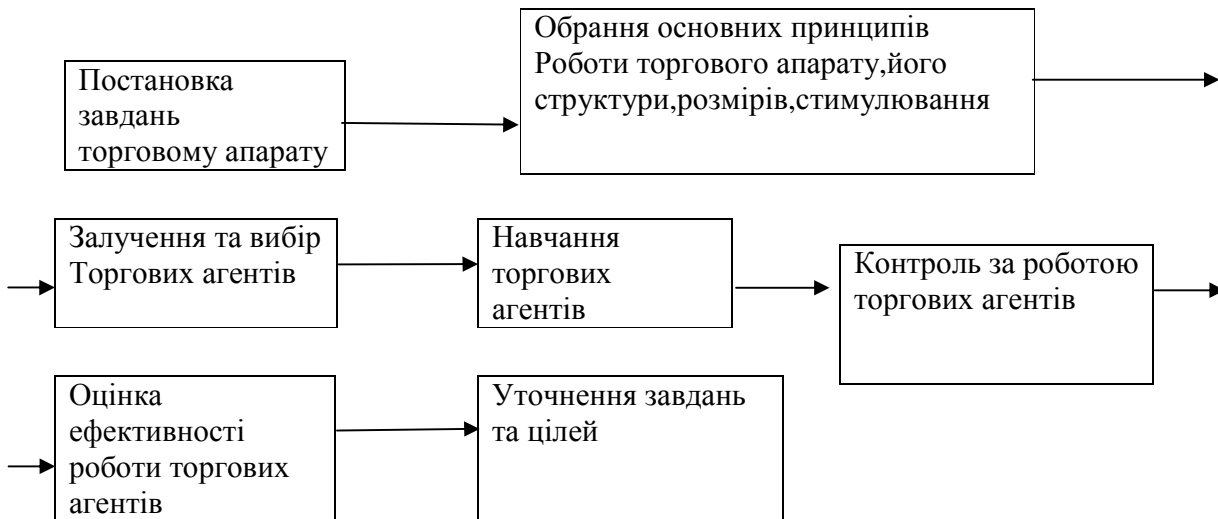 Постановка
завдань
торговому апарату
Обрання основних принципів
Роботи торгового апарату,його
структури,розмірів,стимулювання
Залучення та вибір
Торгових агентів
Навчання
торгових
агентів
Контроль за роботою
торгових агентів
Оцінка
ефективності
роботи торгових
агентів
Уточнення завдань
та цілей